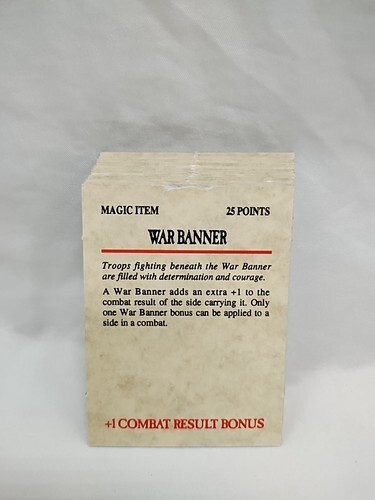 MAGIC ITEM 25 POINTS
WAR BANNER
Troops fighting beneath the War Banner
are filled with determination and courage.
A War Banner adds an extra +1 to the
combat result of the side carrying it. Only
one War Banner bonus can be applied to a
side in a combat.
+1 COMBAT RESULT BONUS